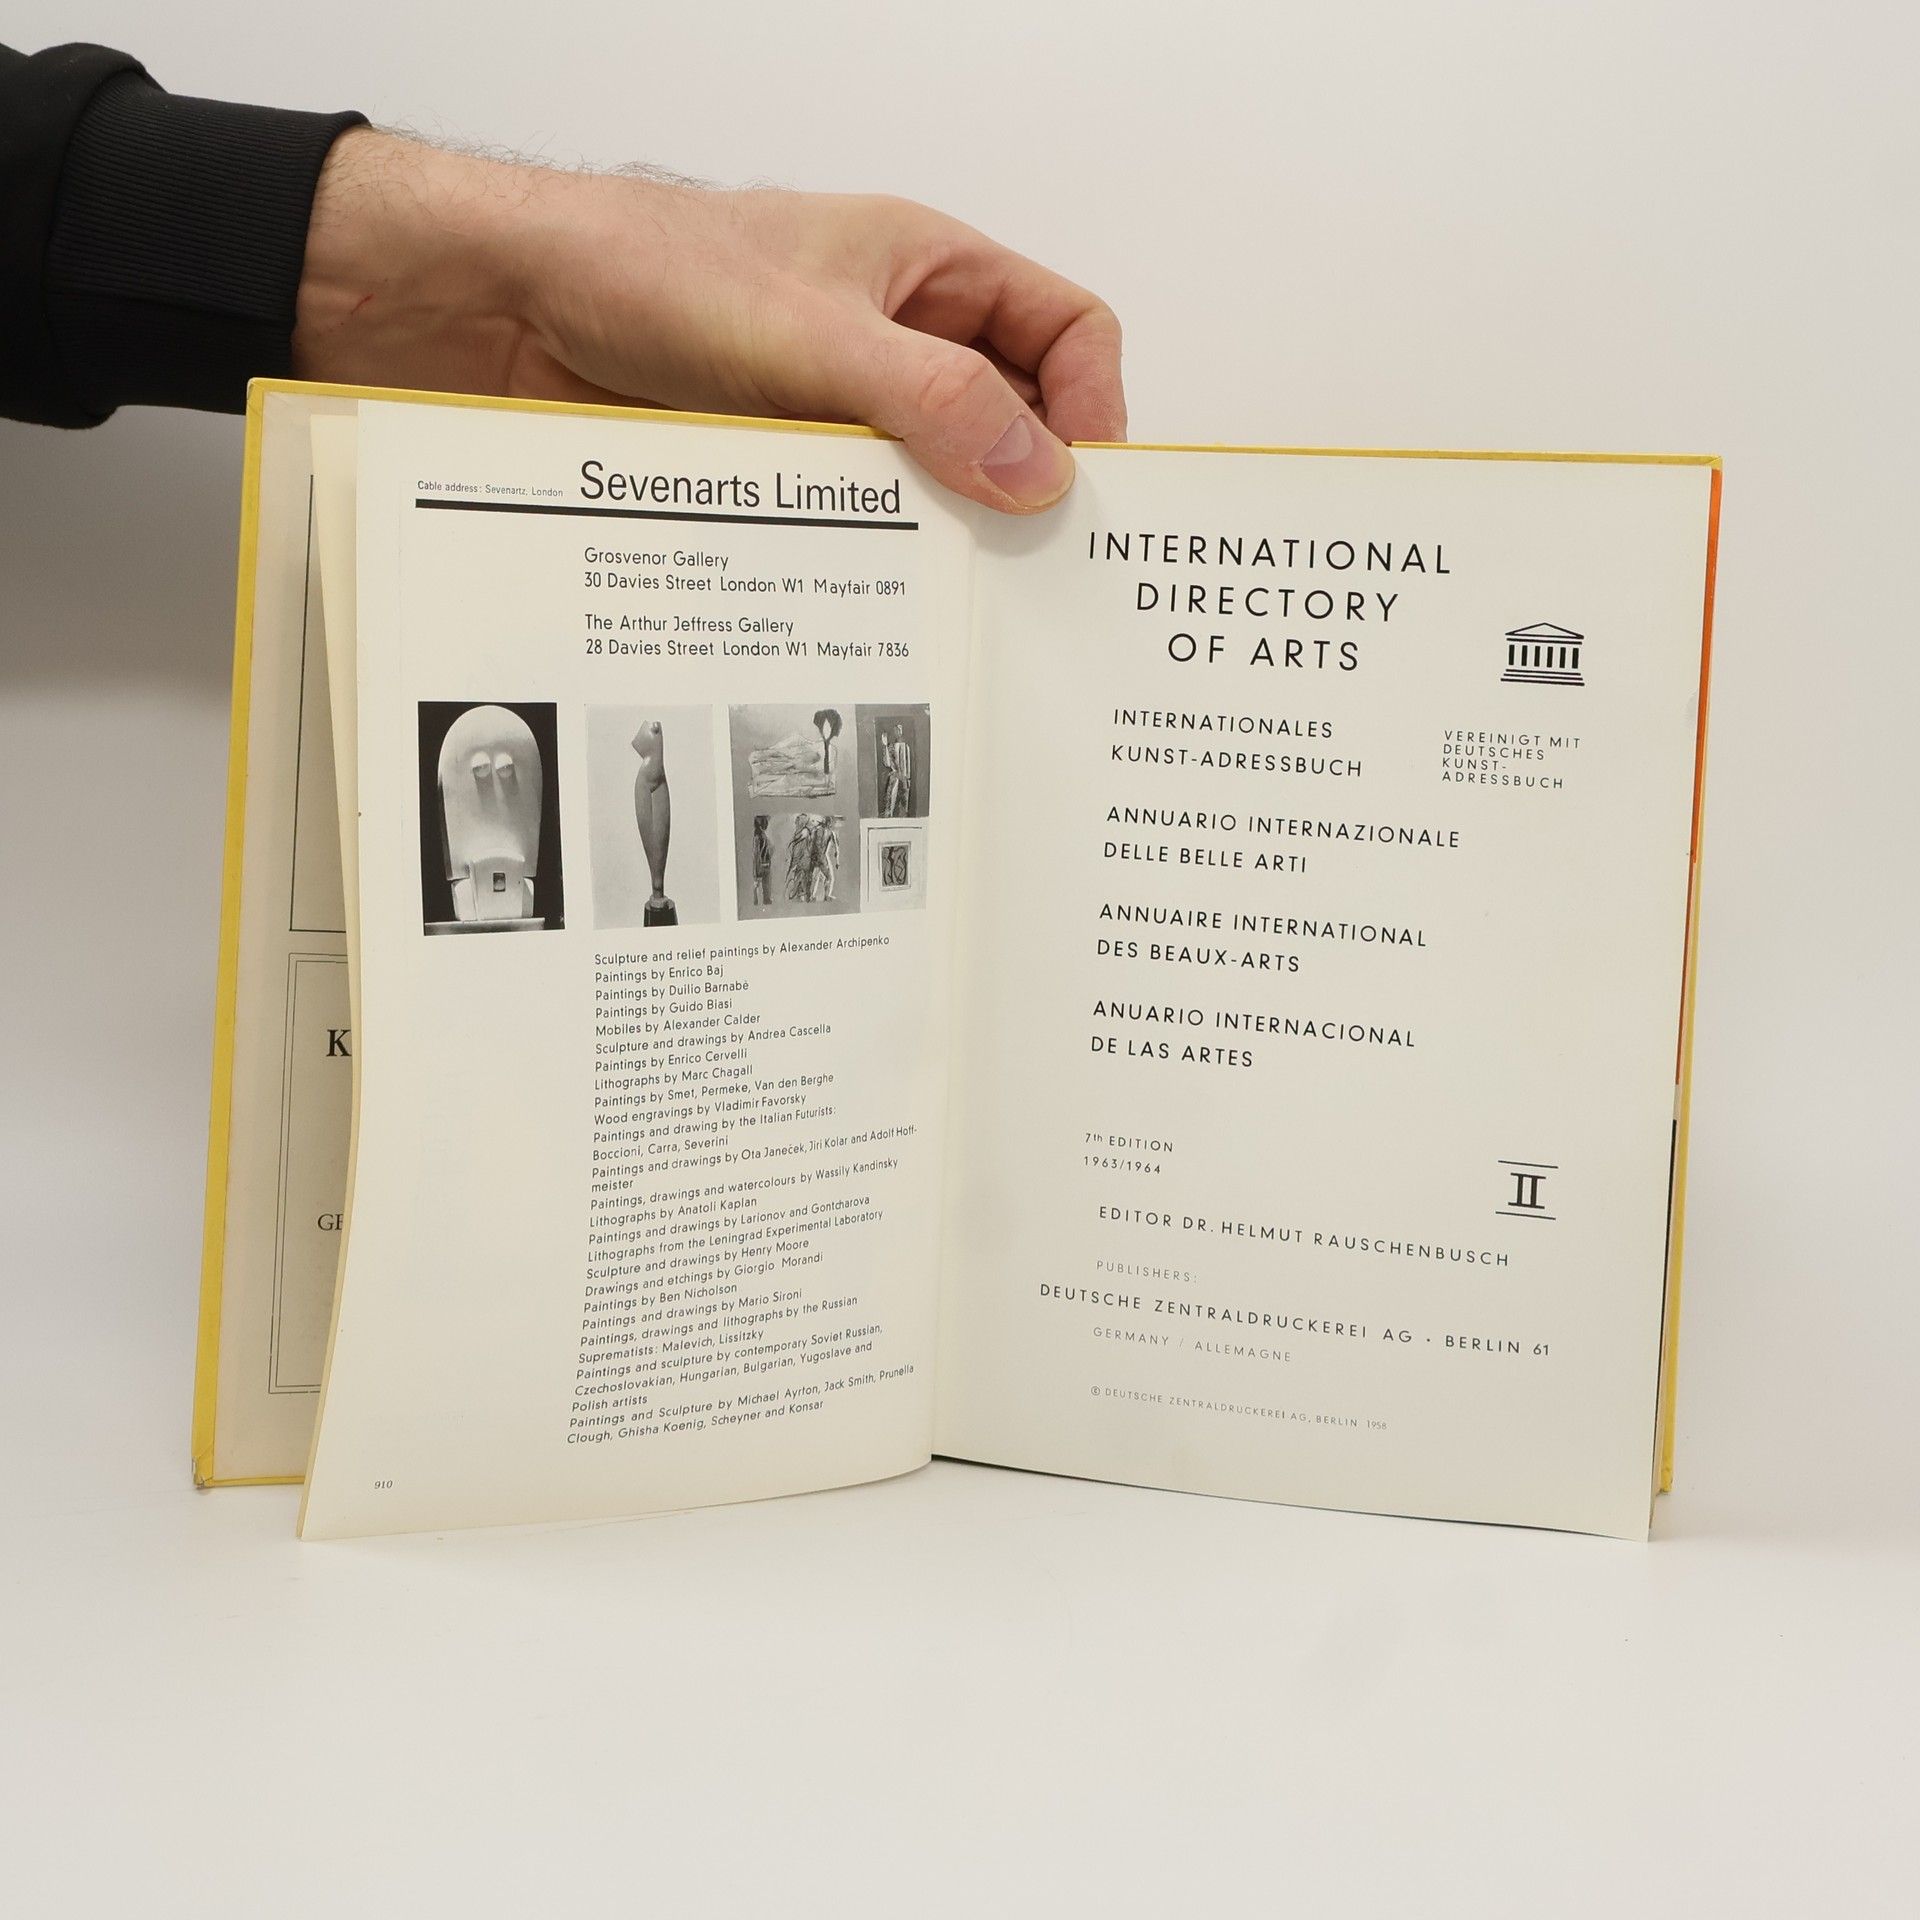 K
GE
Cable address: Sevenartz, London Sevenarts Limited
Grosvenor Gallery
30 Davies Street London W1 Mayfair 0891
The Arthur Jeffress Gallery
28 Davies Street London W1 Mayfair 7836
Sculpture and relief paintings by Alexander Archipenko
Paintings by Enrico Baj
Paintings by Duilio Barnabè
Paintings by Guido Biasi
Mobiles by Alexander Calder
Sculpture and drawings by Andrea Cascella
Paintings by Enrico Cervelli
Lithographs by Marc Chagall
Paintings by Smet, Permeke, Van den Berghe
Wood engravings by Vladimir Favorsky
Paintings and drawing by the Italian Futurists:
Boccioni, Carra, Severini
Paintings and drawings by Ota Janeček, Jiri Kolar and Adolf Hoff-
meister
Paintings, drawings and watercolours by Wassily Kandinsky
Lithographs by Anatoli Kaplan
Paintings and drawings by Larionov and Gontcharova
Lithographs from the Leningrad Experimental Laboratory
Sculpture and drawings by Henry Moore
Drawings and etchings by Giorgio Morandi
Paintings by Ben Nicholson
Paintings and drawings by Mario Sironi
Paintings, drawings and lithographs by the Russian
Suprematists: Malevich, Lissitzky
Paintings and sculpture by contemporary Soviet Russian,
Czechoslovakian, Hungarian, Bulgarian, Yugoslave and
Polish artists
Paintings and Sculpture by Michael Ayrton, Jack Smith, Prunella
Clough, Ghisha Koenig, Scheyner and Konsar
910
INTERNATIONAL
DIRECTORY
OF ARTS
INTERNATIONALES
KUNST-ADRESSBUCH
VEREINIGT MIT
DEUTSCHES
KUNST-
ADRESSBUCH
ANNUARIO INTERNAZIONALE
DELLE BELLE ARTI
ANNUAIRE INTERNATIONAL
DES BEAUX-ARTS
ANUARIO INTERNACIONAL
DE LAS ARTES
7th EDITION
1963/1964
II
EDITOR DR. HELMUT RAUSCHENBUSCH
PUBLISHERS:
DEUTSCHE ZENTRALDRUCKEREI AG · BERLIN 61
GERMANY / ALLEMAGNE
© DEUTSCHE ZENTRALDRUCKEREI AG, BERLIN 1958